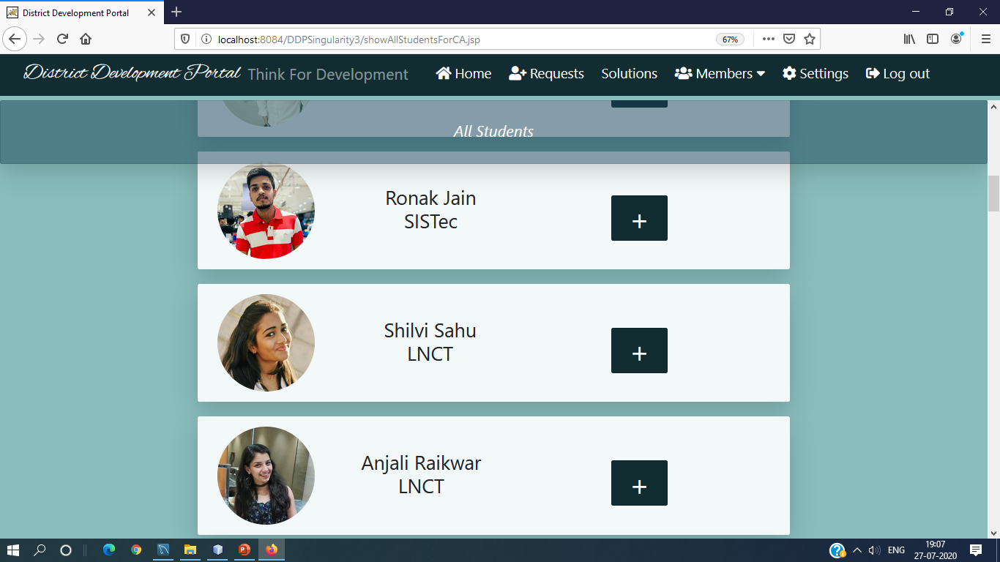 District Development Portal
localhost:8084/DDPSingularity3/showAllStudentsForCA.jsp
67%
District Development Portal Think For Development Home Requests Solutions Members Settings Log out
All Students
Ronak Jain
SISTec
Shilvi Sahu
LNCT
Anjali Raikwar
LNCT
ENG
19:07
27-07-2020